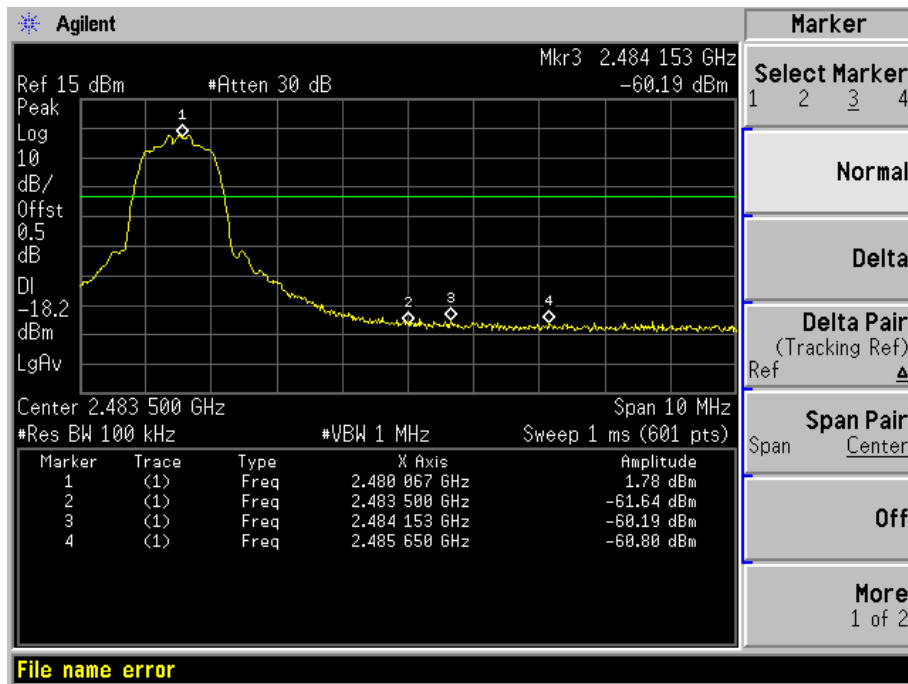 Agilent
Mkr3 2.484 153 GHz
Ref 15 dBm #Atten 30 dB -60.19 dBm
Peak
Log
10
dB/
Offst
0.5
dB
DI
-18.2
dBm
LgAv
1
2
3
4
Center 2.483 500 GHz Span 10 MHz
#Res BW 100 kHz #VBW 1 MHz Sweep 1 ms (601 pts)
Marker Trace Type X Axis Amplitude
1 (1) Freq 2.480 067 GHz 1.78 dBm
2 (1) Freq 2.483 500 GHz -61.64 dBm
3 (1) Freq 2.484 153 GHz -60.19 dBm
4 (1) Freq 2.485 650 GHz -60.80 dBm
File name error
Marker
Select Marker
1 2 3 4
Normal
Delta
Delta Pair
(Tracking Ref)
Ref Δ
Span Pair
Span Center
Off
More
1 of 2